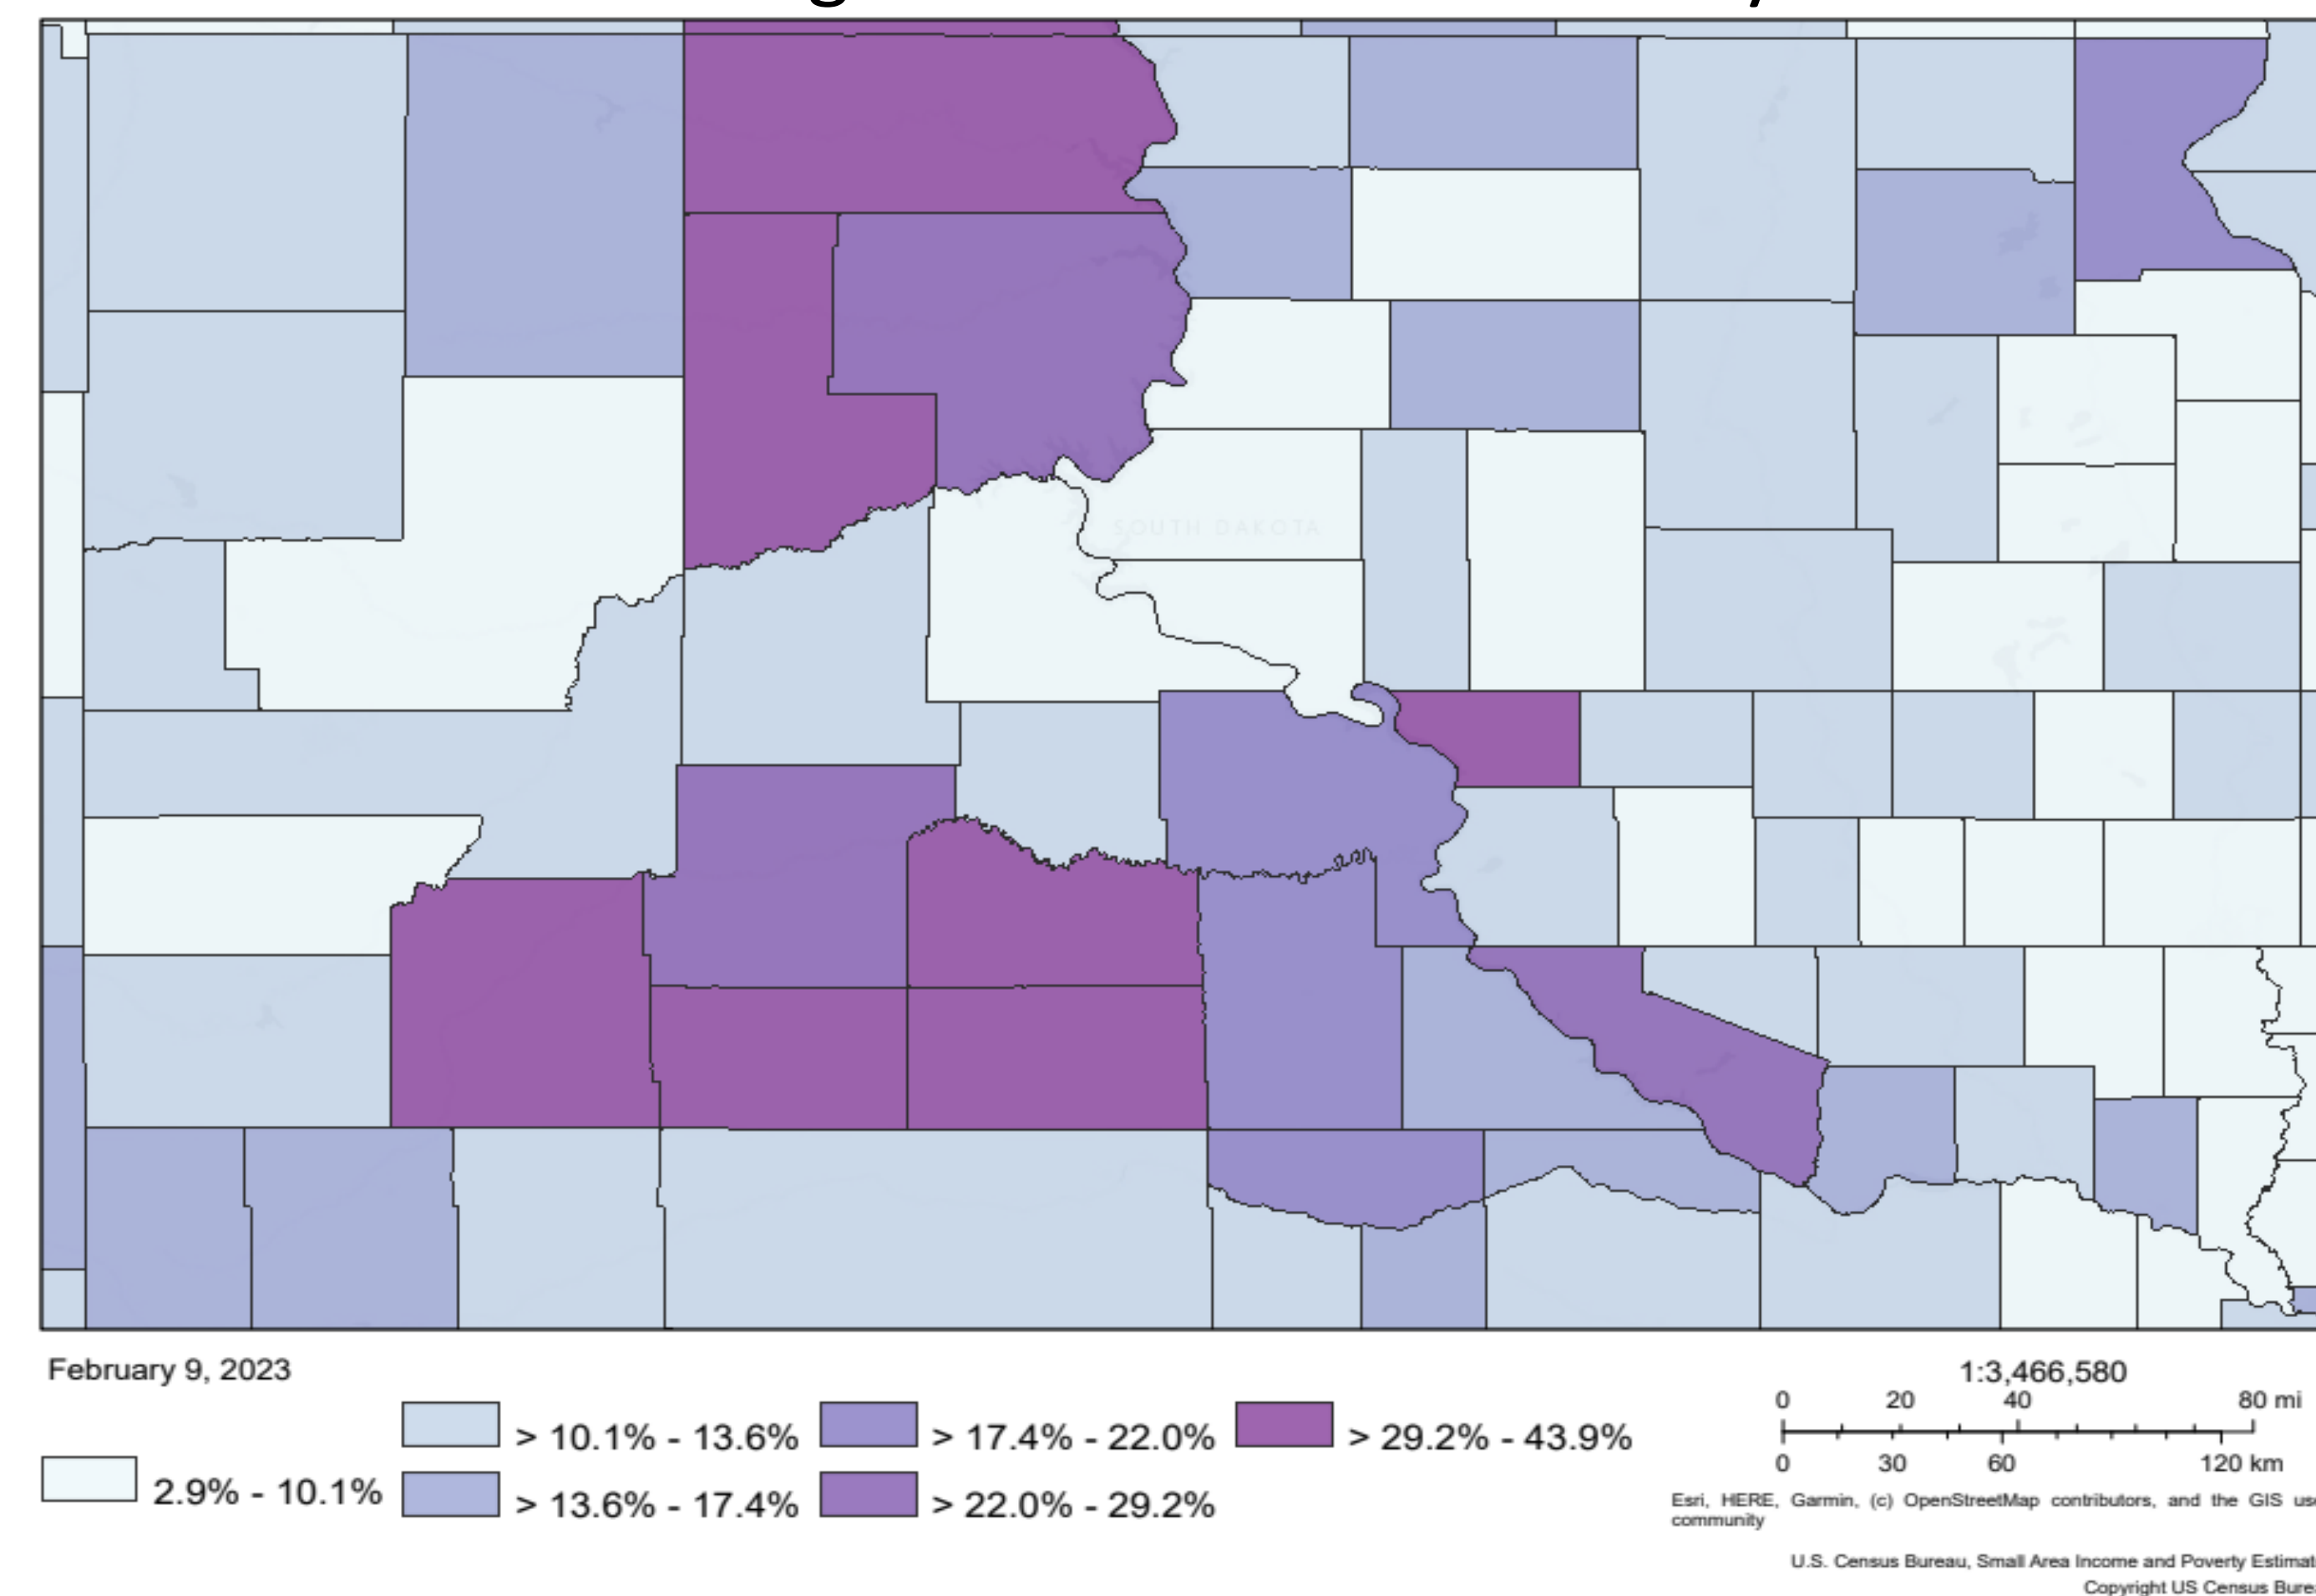 SOUTH DAKOTA
February 9, 2023
1:3,466,580
0 20 40 80 mi
0 30 60 120 km
2.9% - 10.1%
> 10.1% - 13.6%
> 13.6% - 17.4%
> 17.4% - 22.0%
> 22.0% - 29.2%
> 29.2% - 43.9%
Esri, HERE, Garmin, (c) OpenStreetMap contributors, and the GIS use
community
U.S. Census Bureau, Small Area Income and Poverty Estimat
Copyright US Census Burea